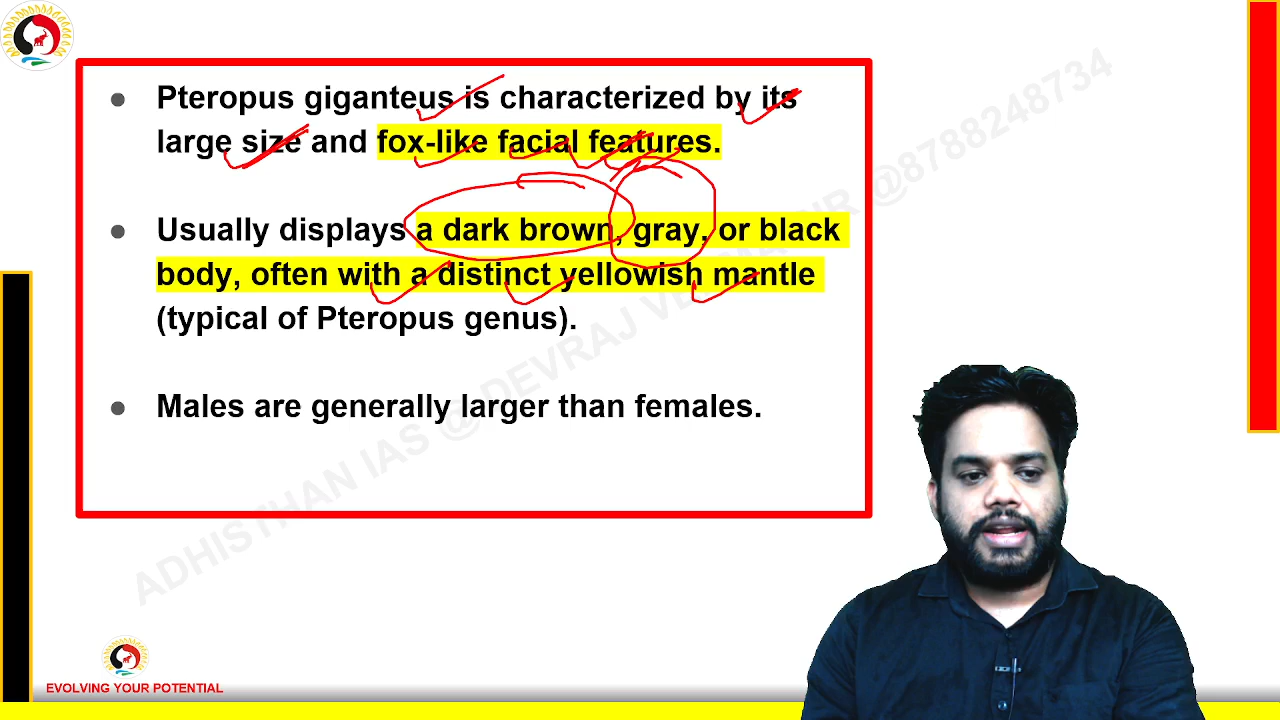 ● Pteropus giganteus is characterized by its
large size and fox-like facial features.
● Usually displays a dark brown, gray, or black
body, often with a distinct yellowish mantle
(typical of Pteropus genus).
● Males are generally larger than females.
EVOLVING YOUR POTENTIAL